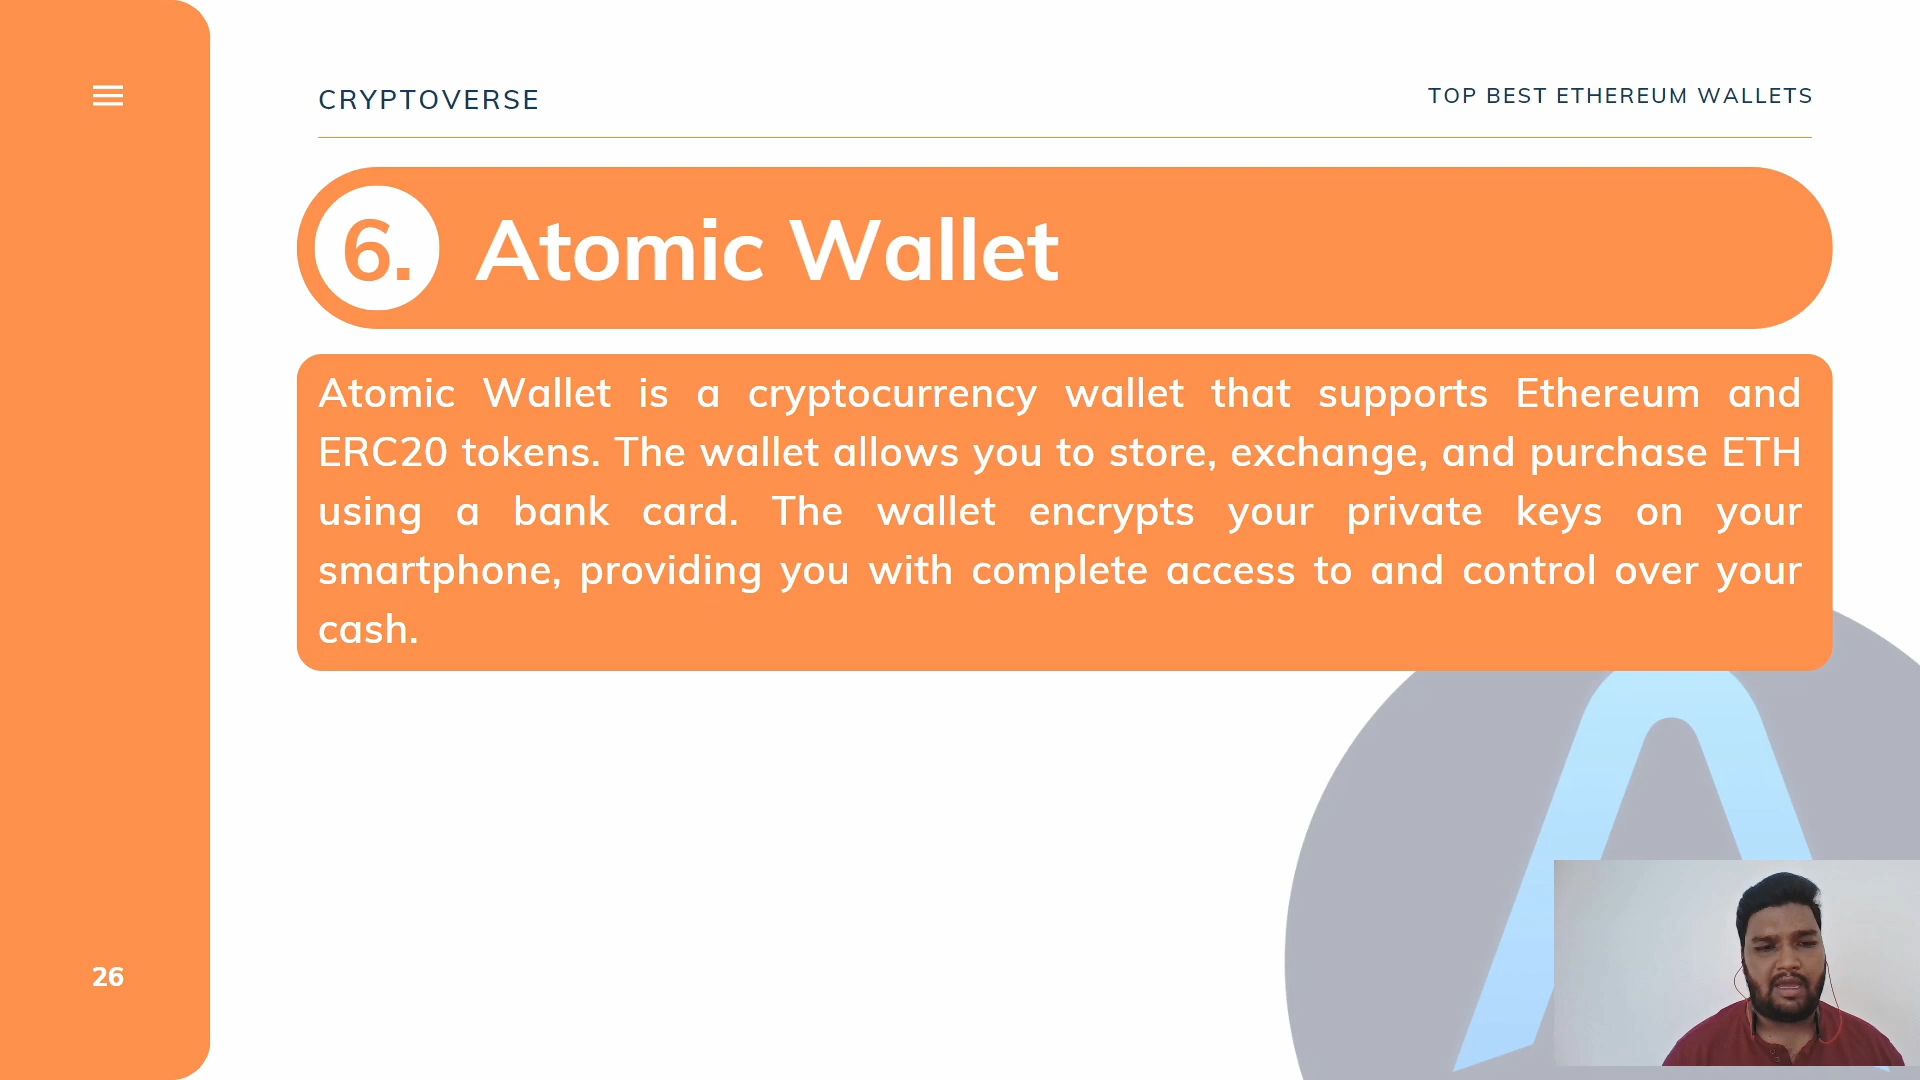 CRYPTOVERSE
TOP BEST ETHEREUM WALLETS
6. Atomic Wallet
Atomic Wallet is a cryptocurrency wallet that supports Ethereum and
ERC20 tokens. The wallet allows you to store, exchange, and purchase ETH
using a bank card. The wallet encrypts your private keys on your
smartphone, providing you with complete access to and control over your
cash.
26